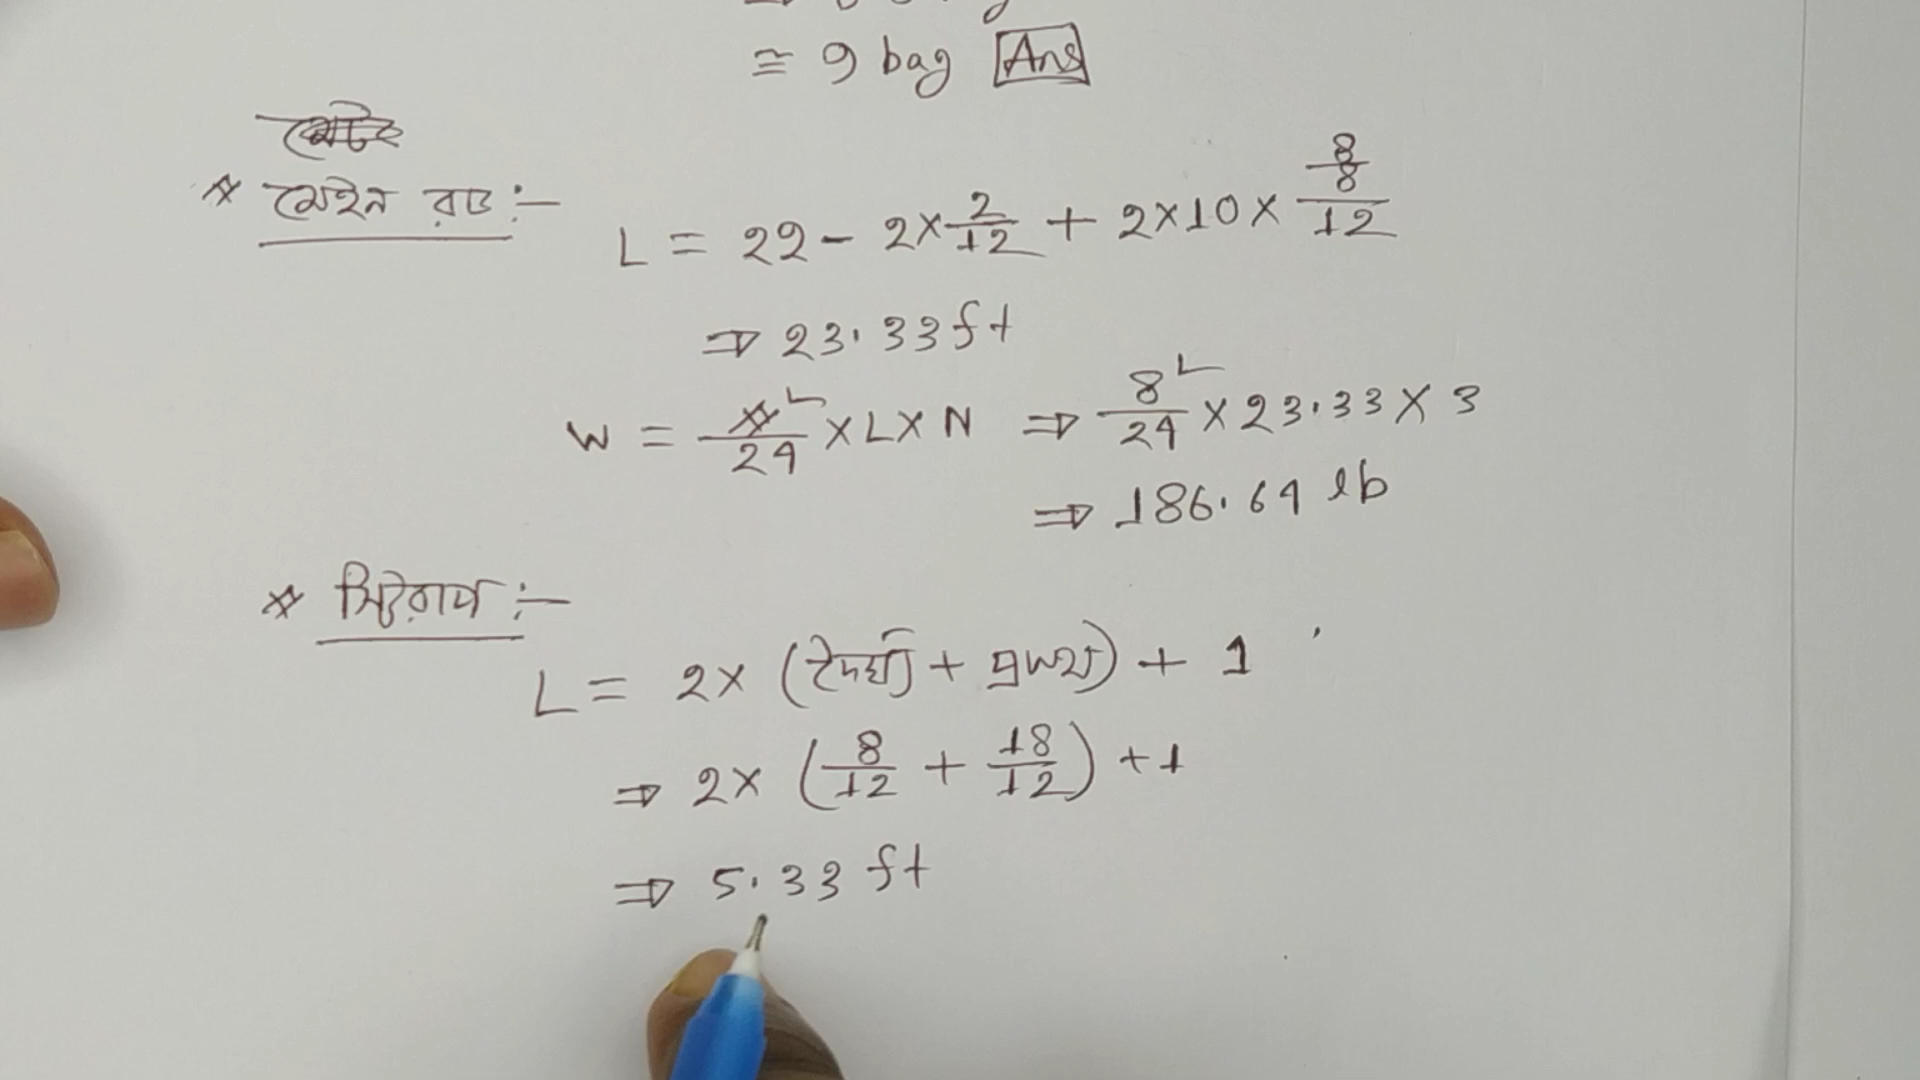 ≅ 9 bag Ans
* মেইন রড :-
L = 22 - 2×2/12 + 2×10× 8/8/12
⇒ 23.33 ft
W = ²/24 × L × N ⇒ 8²/24 × 23.33 × 3
⇒ 186.64 lb
* স্টিরাপ :-
L = 2× (দৈর্ঘ্য + প্রস্থ) + 1
⇒ 2× (8/12 + 18/12) + 1
⇒ 5.33 ft